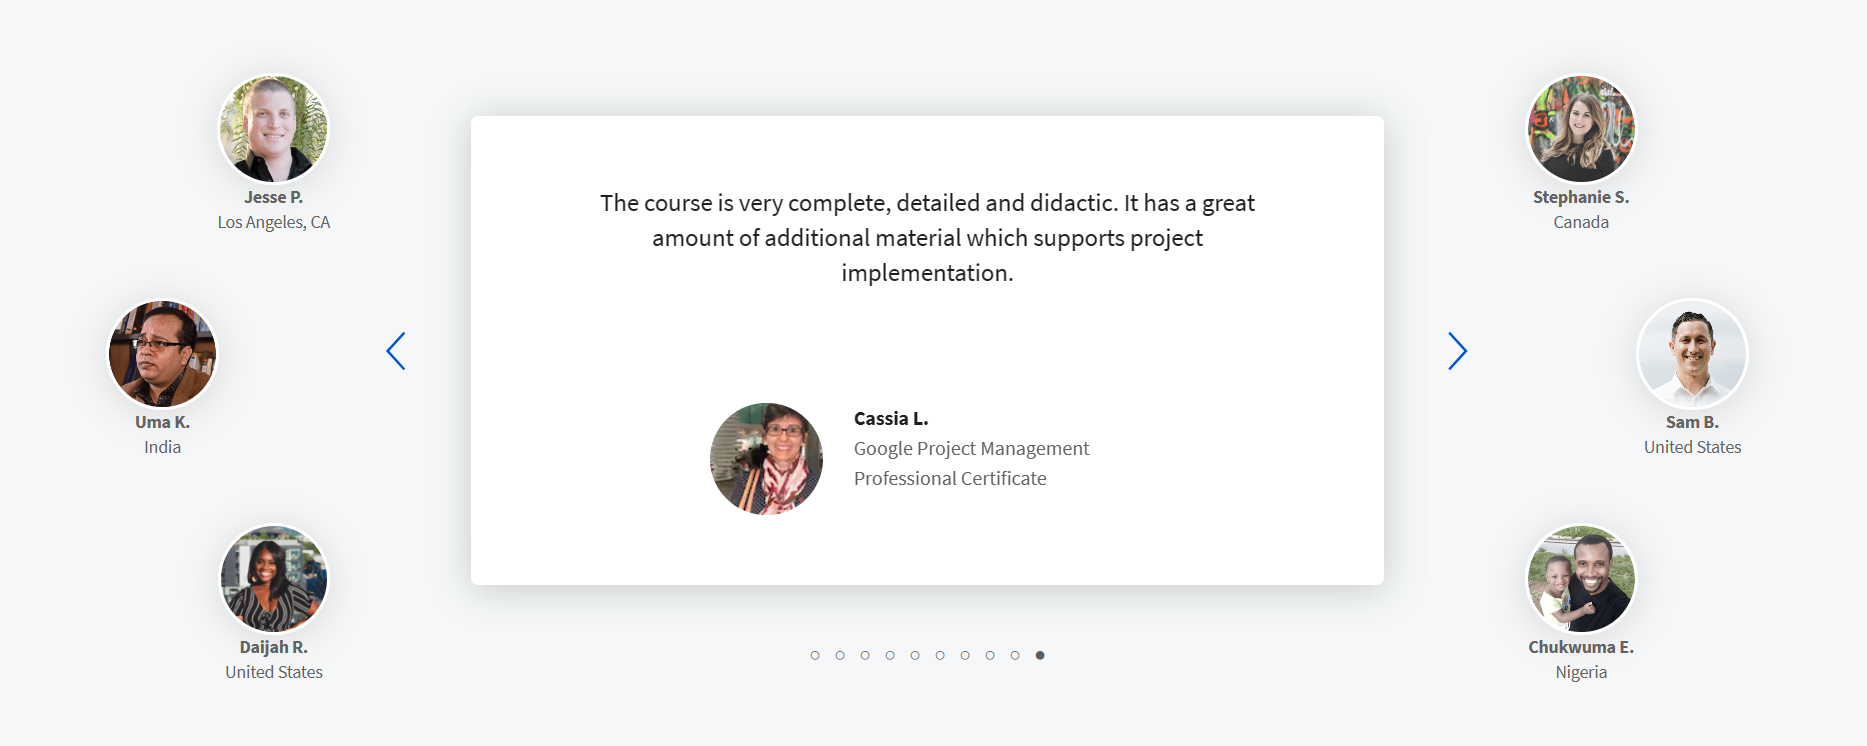 Jesse P.
Los Angeles, CA
Uma K.
India
Daijah R.
United States
The course is very complete, detailed and didactic. It has a great
amount of additional material which supports project
implementation.
Cassia L.
Google Project Management
Professional Certificate
Stephanie S.
Canada
Sam B.
United States
Chukwuma E.
Nigeria